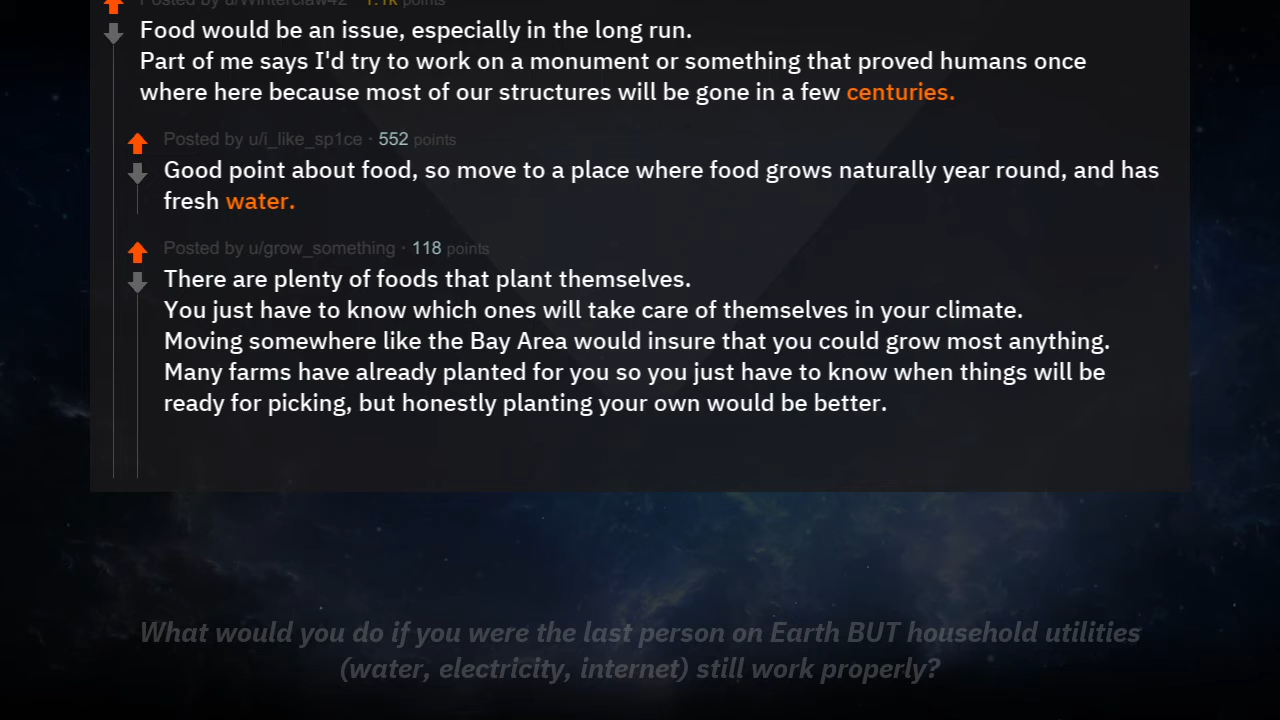 Posted by u/Winterclaw42 · 1.1k points
Food would be an issue, especially in the long run.
Part of me says I'd try to work on a monument or something that proved humans once
where here because most of our structures will be gone in a few centuries.
Posted by u/i_like_sp1ce · 552 points
Good point about food, so move to a place where food grows naturally year round, and has
fresh water.
Posted by u/grow_something · 118 points
There are plenty of foods that plant themselves.
You just have to know which ones will take care of themselves in your climate.
Moving somewhere like the Bay Area would insure that you could grow most anything.
Many farms have already planted for you so you just have to know when things will be
ready for picking, but honestly planting your own would be better.
What would you do if you were the last person on Earth BUT household utilities
(water, electricity, internet) still work properly?